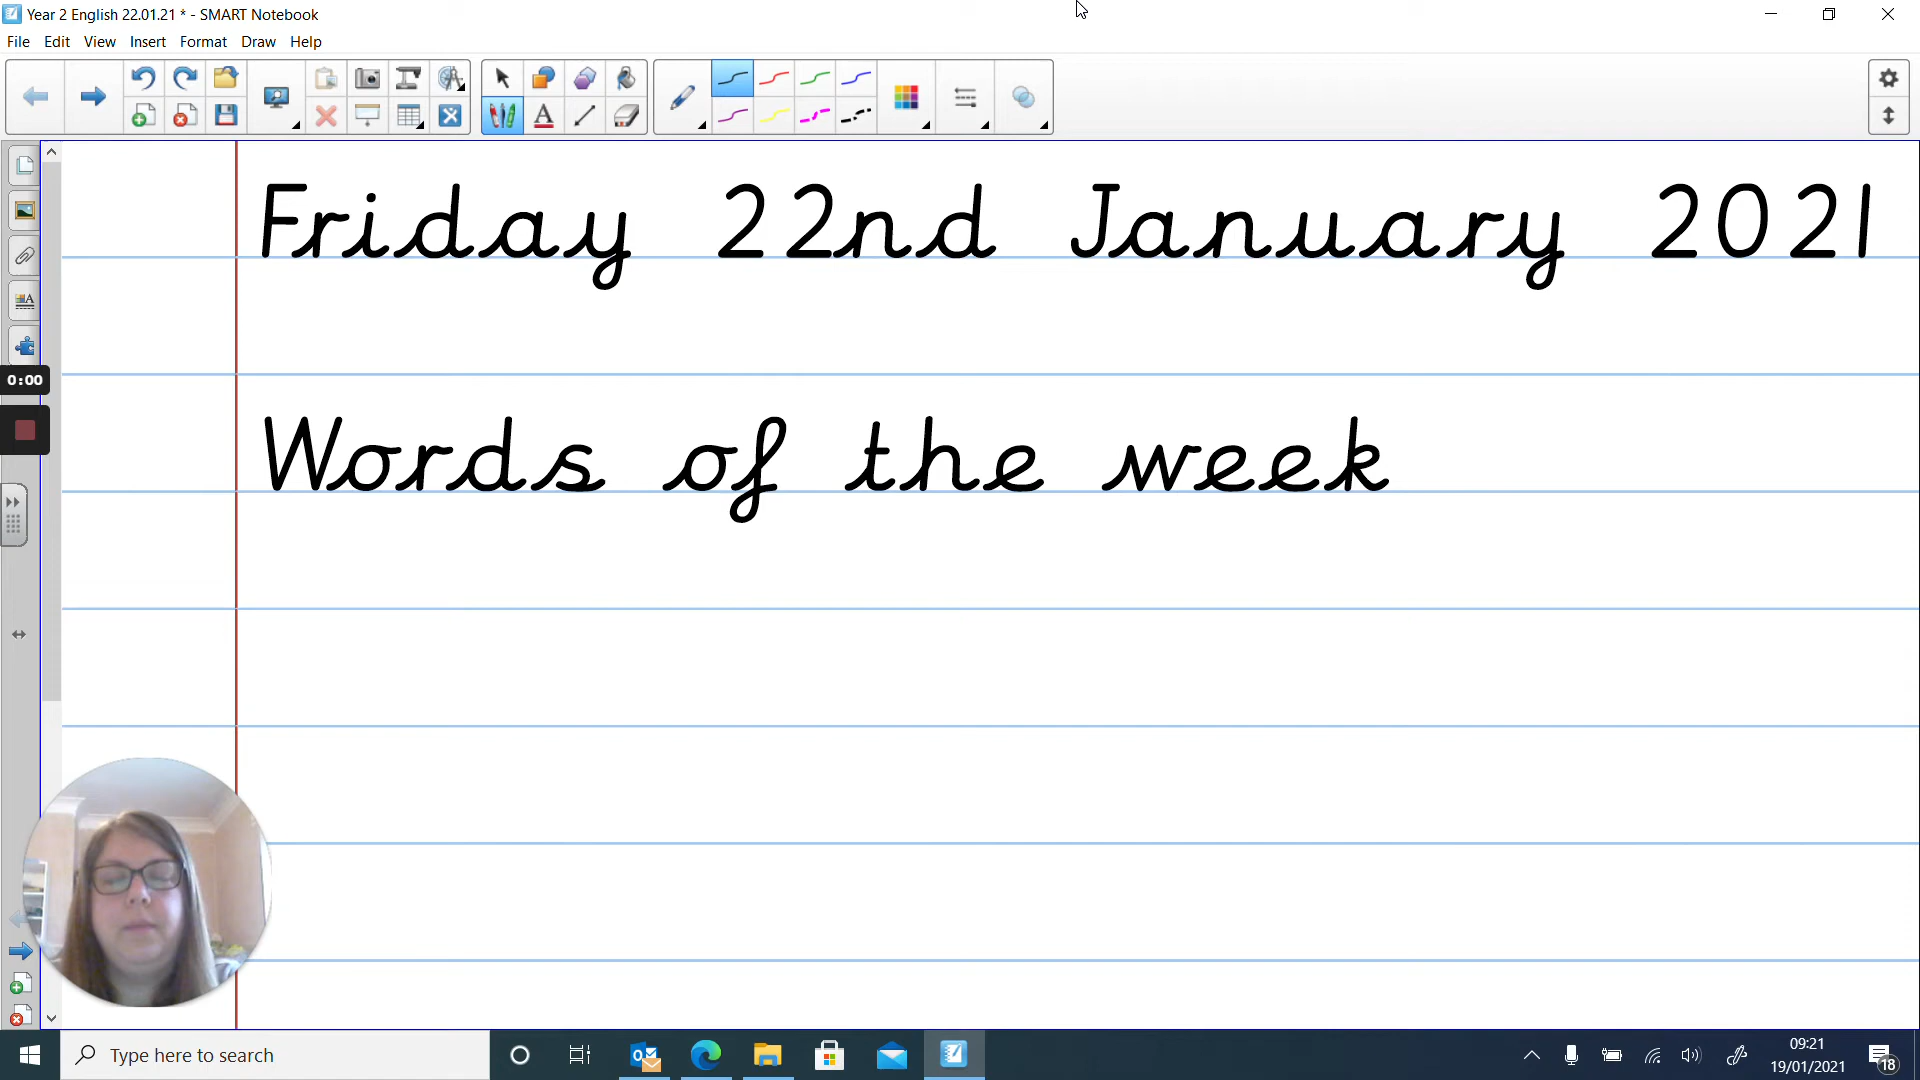 Year 2 English 22.01.21 * - SMART Notebook
File Edit View Insert Format Draw Help
Friday 22nd January 2021
0:00
Words of the week
Type here to search
09:21
19/01/2021
18